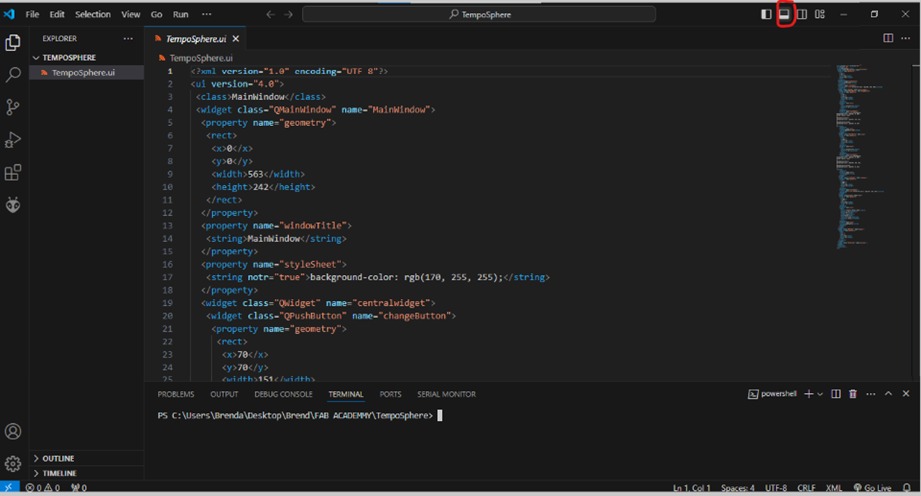 File Edit Selection View Go Run ··· TempoSphere
EXPLORER ···
TEMPOSPHERE
TempoSphere.ui
TempoSphere.ui
TempoSphere.ui
1 <?xml version="1.0" encoding="UTF-8"?>
2 <ui version="4.0">
3 <class>MainWindow</class>
4 <widget class="QMainWindow" name="MainWindow">
5 <property name="geometry">
6 <rect>
7 <x>0</x>
8 <y>0</y>
9 <width>563</width>
10 <height>242</height>
11 </rect>
12 </property>
13 <property name="windowTitle">
14 <string>MainWindow</string>
15 </property>
16 <property name="styleSheet">
17 <string notr="true">background-color: rgb(170, 255, 255);</string>
18 </property>
19 <widget class="QWidget" name="centralwidget">
20 <widget class="QPushButton" name="changeButton">
21 <property name="geometry">
22 <rect>
23 <x>70</x>
24 <y>70</y>
25 <width>151</width>
PROBLEMS OUTPUT DEBUG CONSOLE TERMINAL PORTS SERIAL MONITOR powershell
PS C:\Users\Brenda\Desktop\Brend\FAB ACADEMMY\TempoSphere>
OUTLINE
TIMELINE
0 0 0 Ln 1, Col 1 Spaces: 4 UTF-8 CRLF XML Go Live